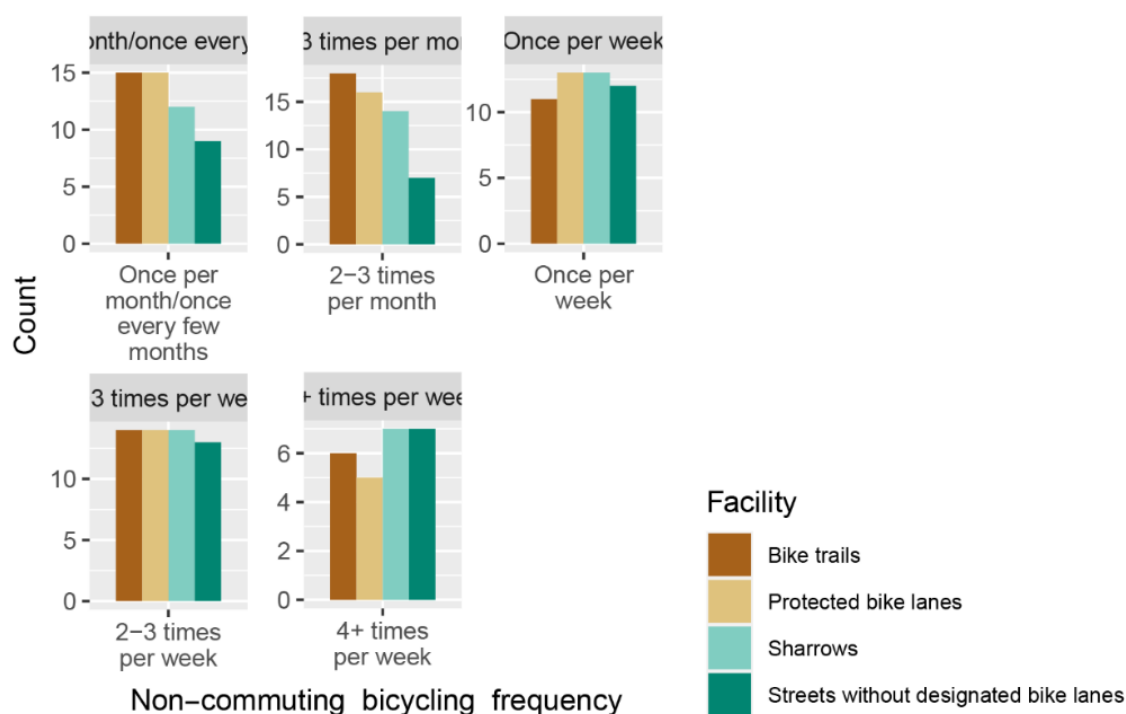 onth/once every
3 times per mo
Once per week
15
10
5
0
15
10
5
0
10
5
0
Once per
month/once
every few
months
2−3 times
per month
Once per
week
Count
3 times per we
+ times per wee
10
5
0
6
4
2
0
2−3 times
per week
4+ times
per week
Non−commuting bicycling frequency
Facility
Bike trails
Protected bike lanes
Sharrows
Streets without designated bike lanes